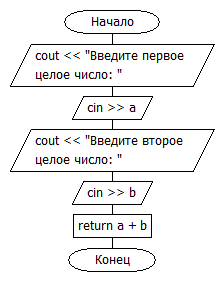 Начало
cout << "Введите первое
целое число: "
cin >> a
cout << "Введите второе
целое число: "
cin >> b
return a + b
Конец